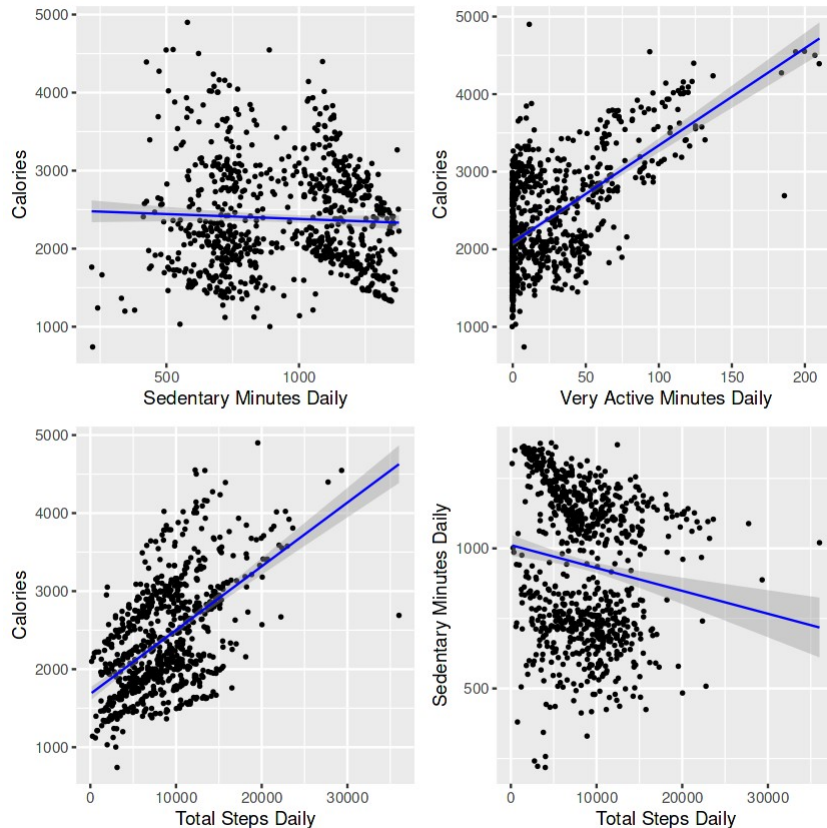 5000
4000
3000
2000
1000
Calories
500 1000
Sedentary Minutes Daily
5000
4000
3000
2000
1000
Calories
0 50 100 150 200
Very Active Minutes Daily
5000
4000
3000
2000
1000
Calories
0 10000 20000 30000
Total Steps Daily
1000
500
Sedentary Minutes Daily
0 10000 20000 30000
Total Steps Daily